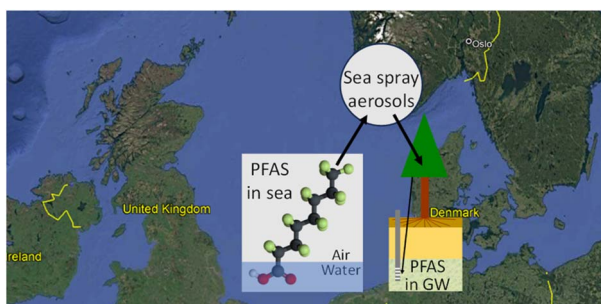 Oslo
Sea spray
aerosols
PFAS
in sea
Air
Water
United Kingdom
reland
Denmark
PFAS
in GW